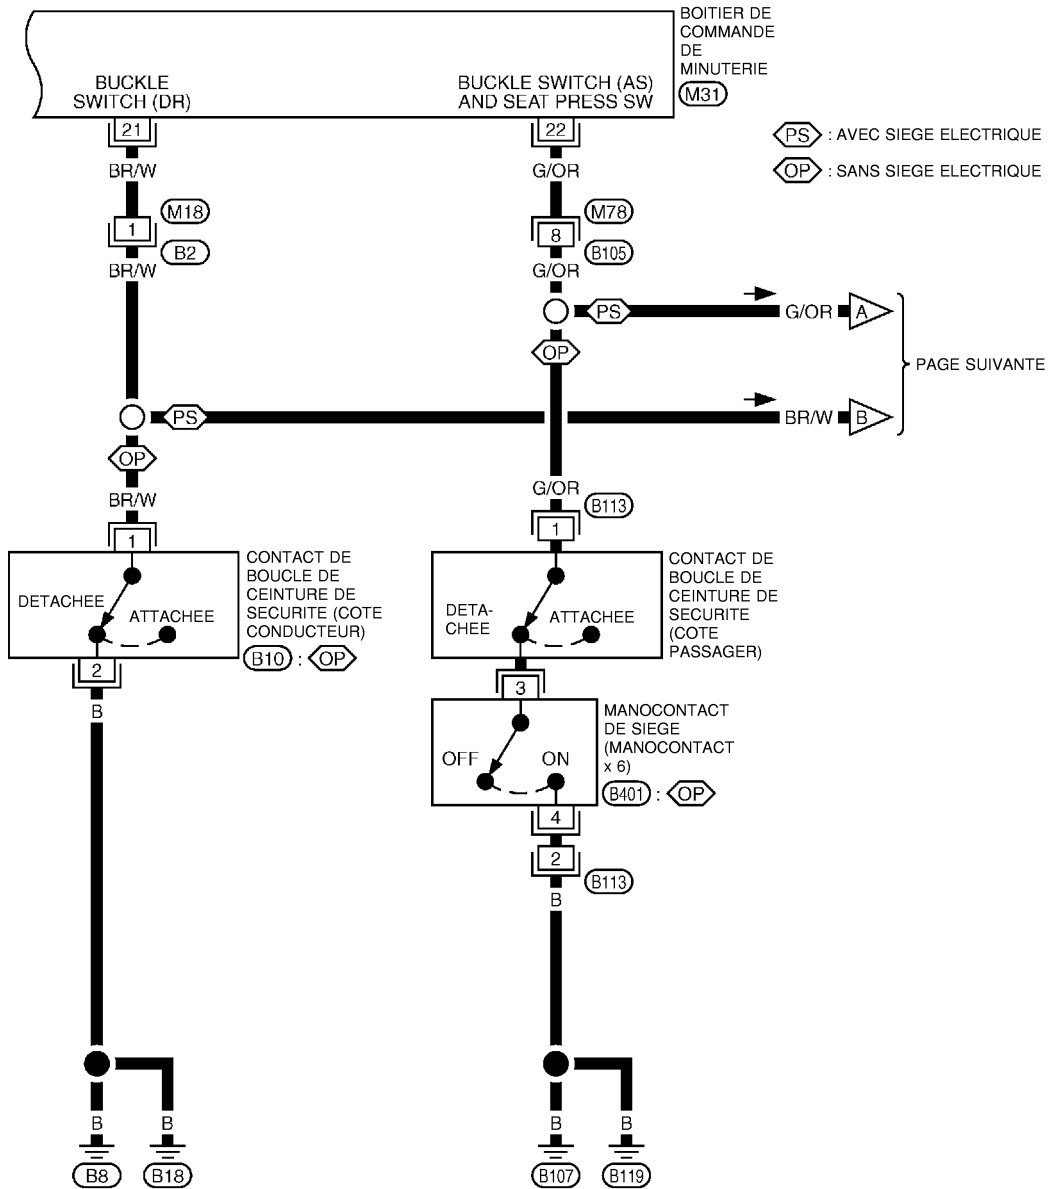 BOITIER DE
COMMANDE
DE
MINUTERIE
M31
BUCKLE
SWITCH (DR)
BUCKLE SWITCH (AS)
AND SEAT PRESS SW
21
22
PS : AVEC SIEGE ELECTRIQUE
OP : SANS SIEGE ELECTRIQUE
BR/W
G/OR
M18
M78
1
8
B2
B105
BR/W
G/OR
PS
G/OR
A
OP
PAGE SUIVANTE
PS
BR/W
B
OP
BR/W
G/OR
B113
1
1
CONTACT DE
BOUCLE DE
CEINTURE DE
SECURITE (COTE
CONDUCTEUR)
B10 : OP
DETACHEE
ATTACHEE
2
B
CONTACT DE
BOUCLE DE
CEINTURE DE
SECURITE
(COTE
PASSAGER)
DETA-
CHEE
ATTACHEE
3
MANOCONTACT
DE SIEGE
(MANOCONTACT
x 6)
B401 : OP
OFF
ON
4
2
B113
B
B
B
B
B
B8
B18
B107
B119